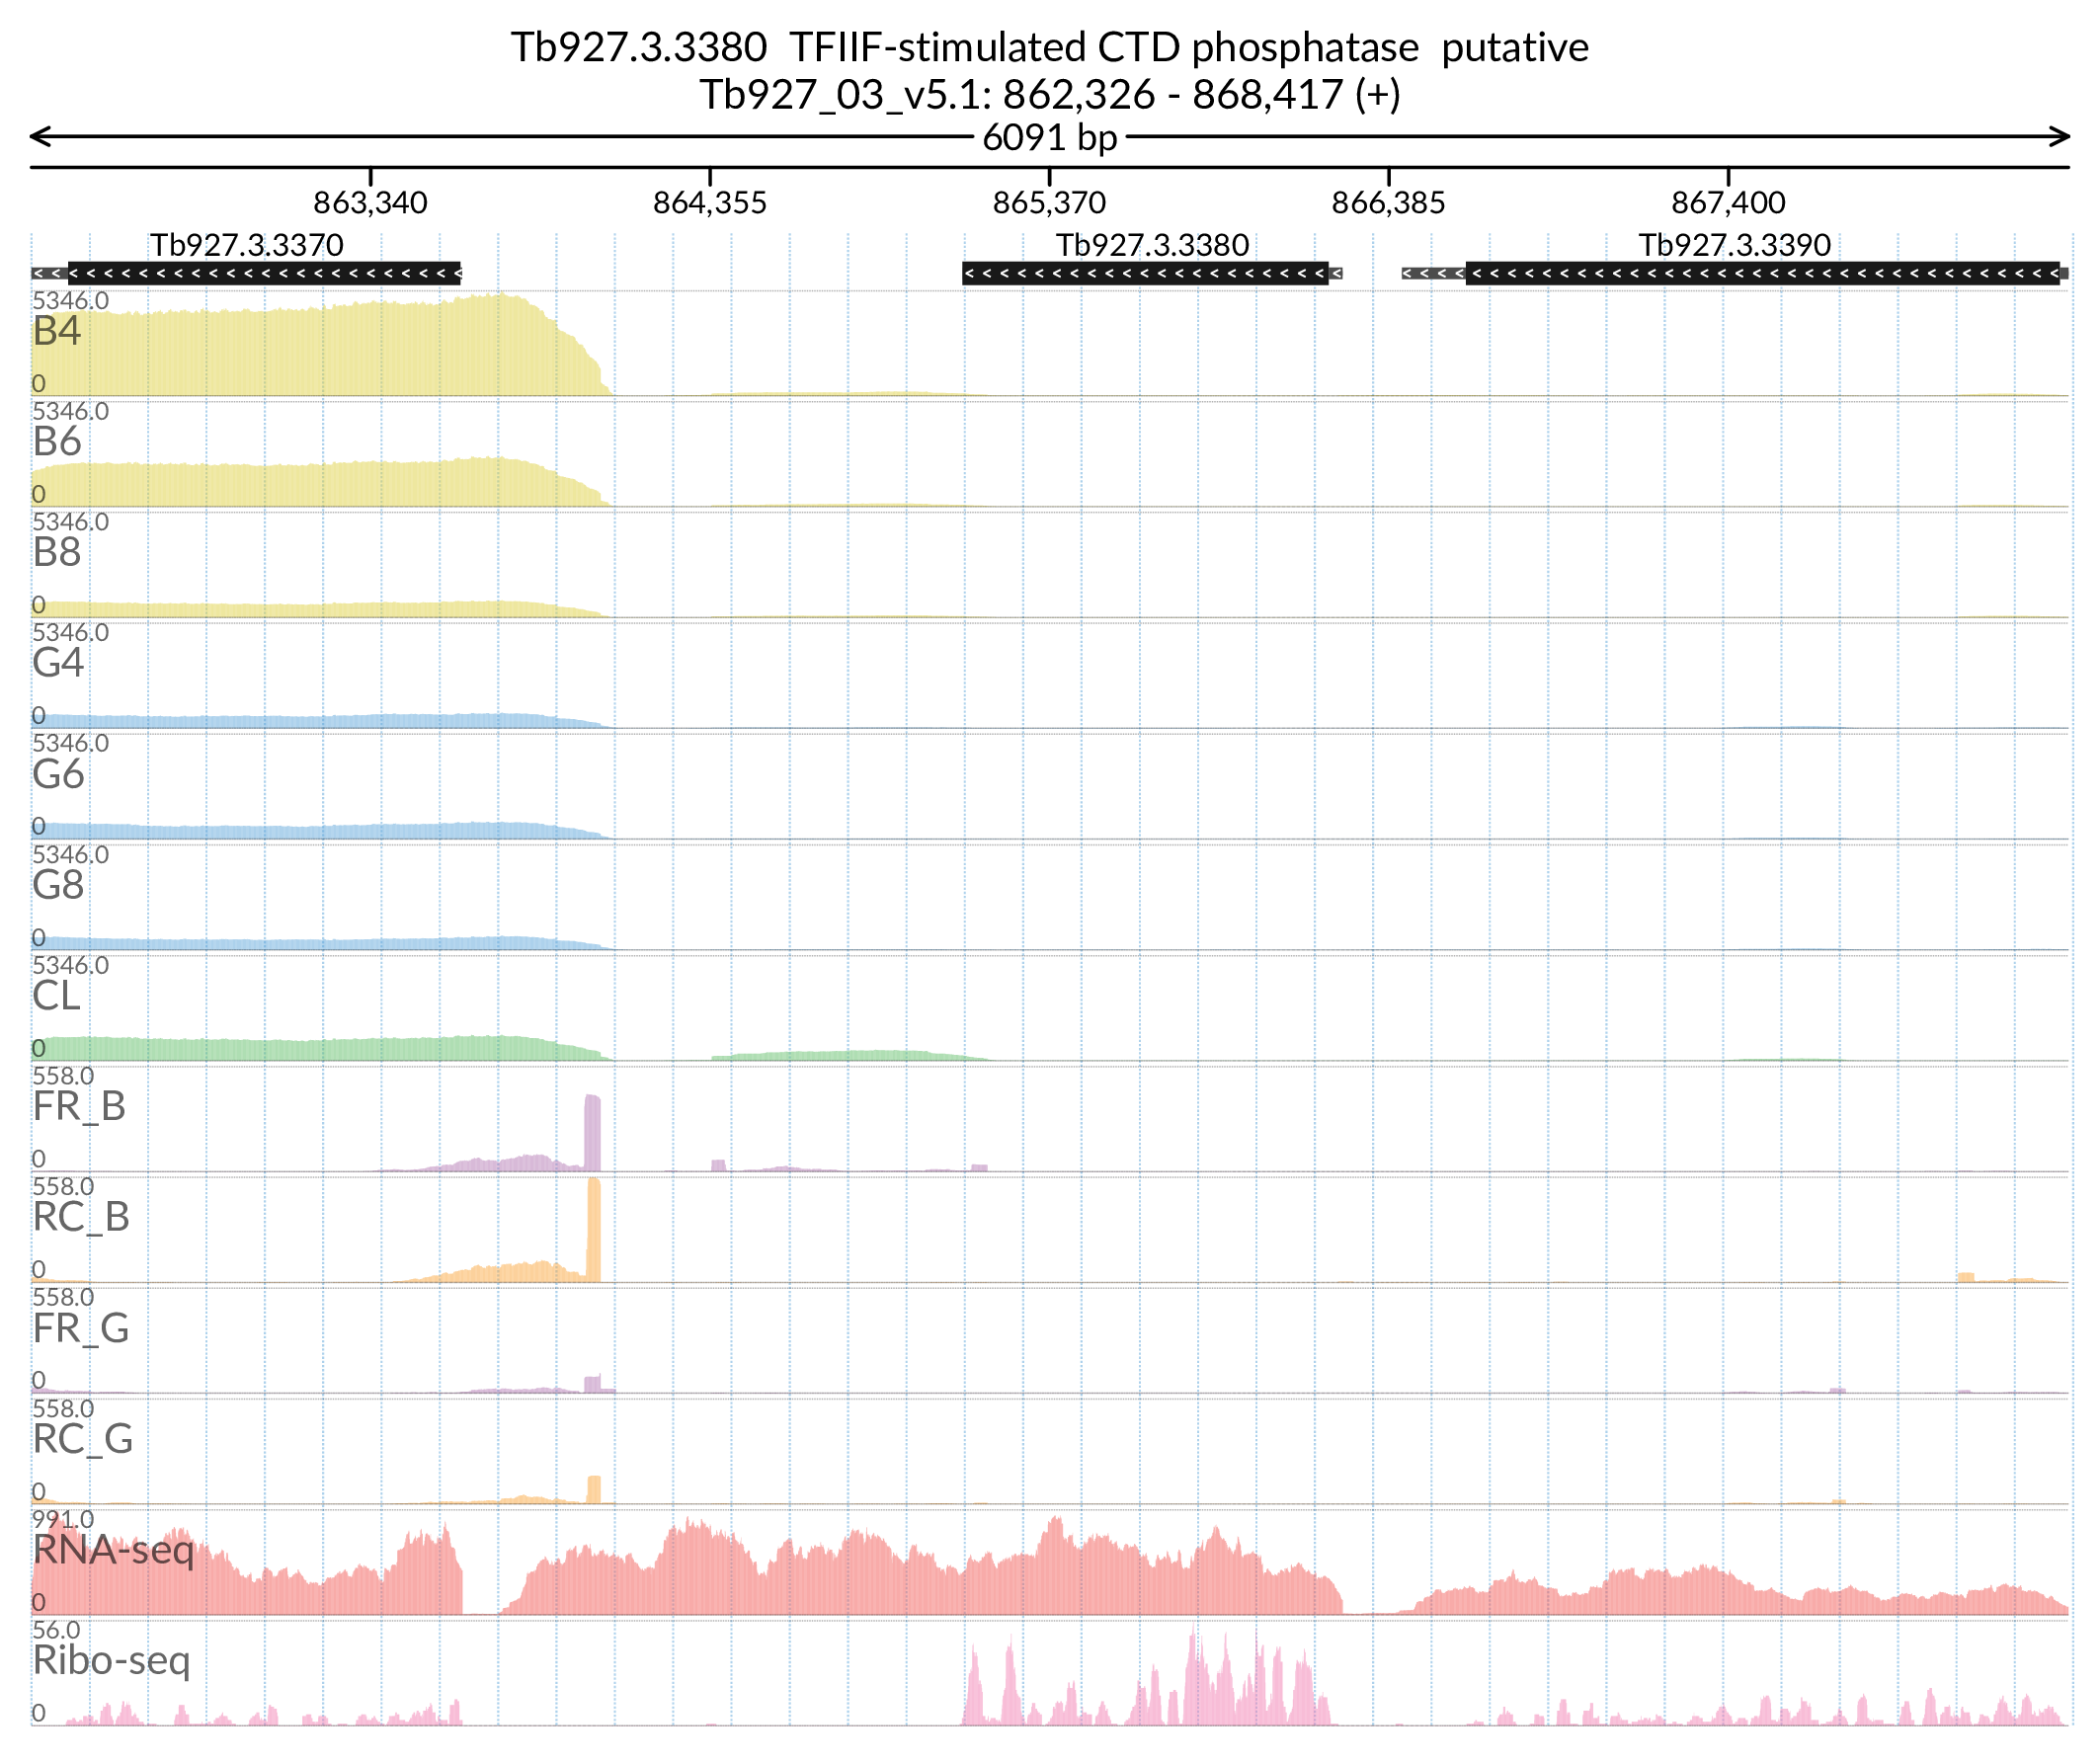 Tb927.3.3380 TFIIF-stimulated CTD phosphatase putative
Tb927_03_v5.1: 862,326 - 868,417 (+)
6091 bp
863,340 864,355 865,370 866,385 867,400
Tb927.3.3370 Tb927.3.3380 Tb927.3.3390
5346.0
B4
0
5346.0
B6
0
5346.0
B8
0
5346.0
G4
0
5346.0
G6
0
5346.0
G8
0
5346.0
CL
0
558.0
FR_B
0
558.0
RC_B
0
558.0
FR_G
0
558.0
RC_G
0
991.0
RNA-seq
0
56.0
Ribo-seq
0